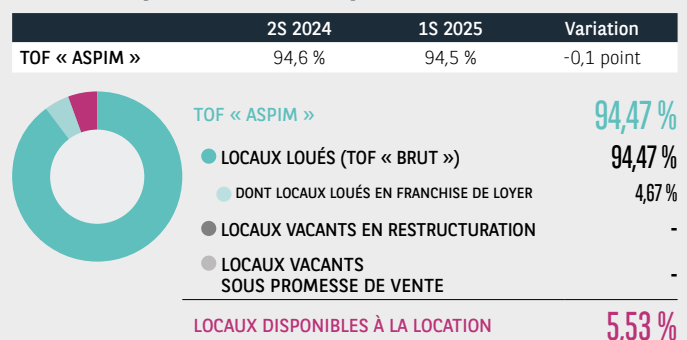 2S 2024 1S 2025 Variation
TOF « ASPIM » 94,6 % 94,5 % -0,1 point
TOF « ASPIM » 94,47 %
LOCAUX LOUÉS (TOF « BRUT ») 94,47 %
DONT LOCAUX LOUÉS EN FRANCHISE DE LOYER 4,67 %
LOCAUX VACANTS EN RESTRUCTURATION -
LOCAUX VACANTS
SOUS PROMESSE DE VENTE -
LOCAUX DISPONIBLES À LA LOCATION 5,53 %